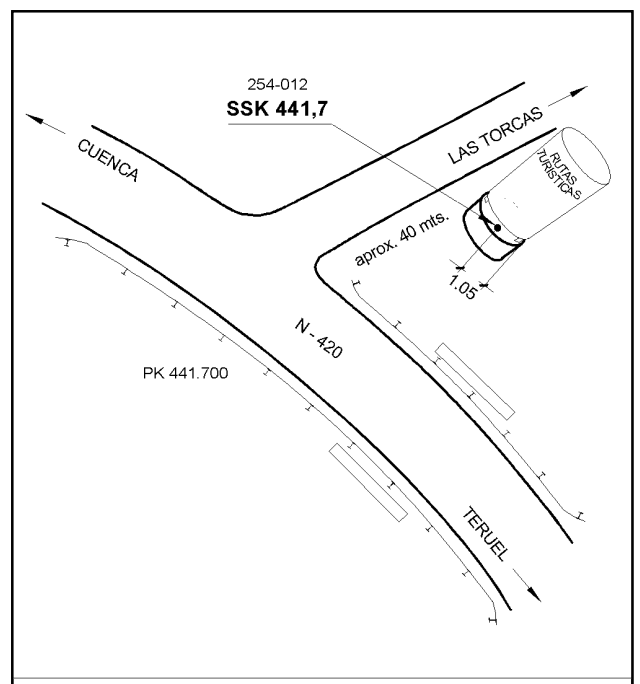 254-012
SSK 441,7
CUENCA
LAS TORCAS
RUTAS
TURISTICAS
aprox. 40 mts.
1.05
N - 420
PK 441.700
TERUEL